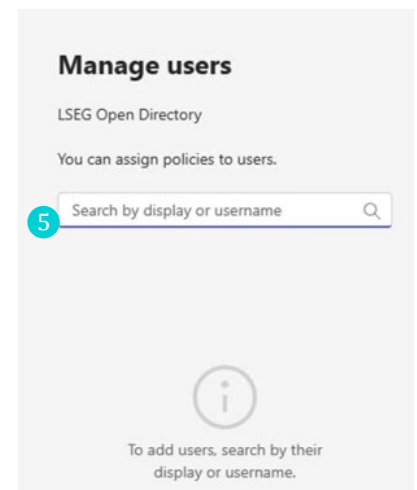 Manage users
LSEG Open Directory
You can assign policies to users.
5 Search by display or username
To add users, search by their
display or username.